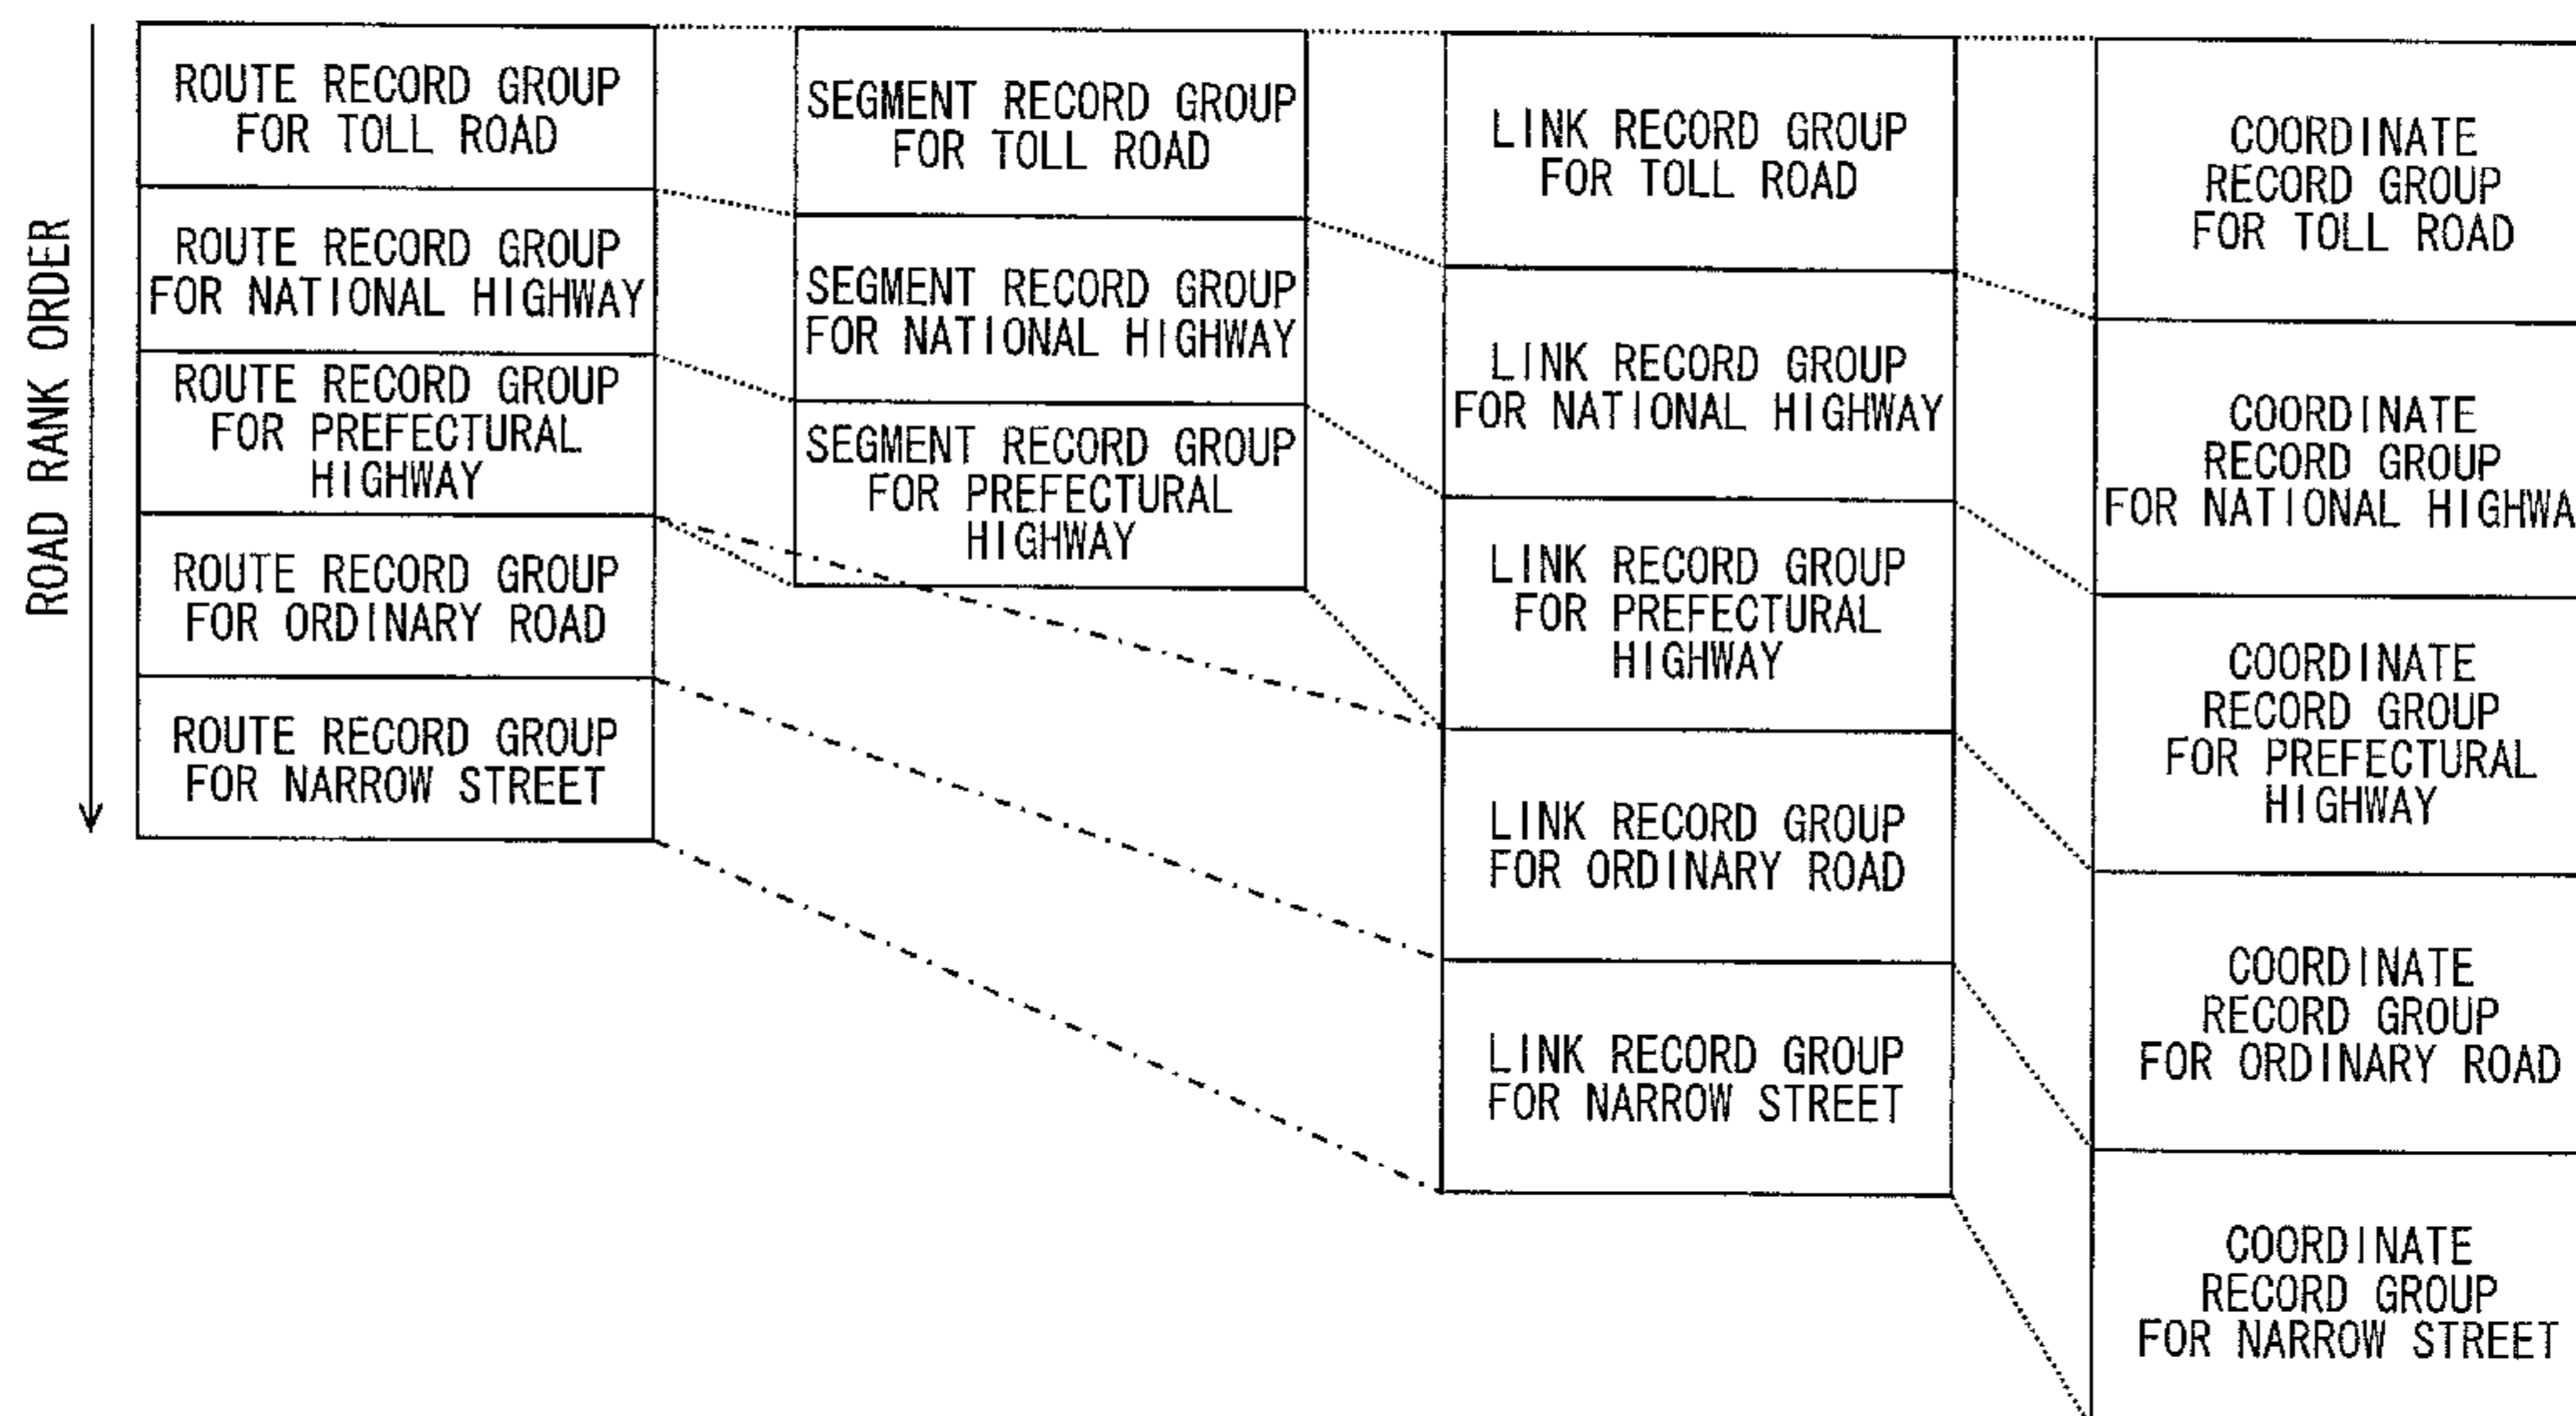 ROAD RANK ORDER
ROUTE RECORD GROUP
FOR TOLL ROAD
ROUTE RECORD GROUP
FOR NATIONAL HIGHWAY
ROUTE RECORD GROUP
FOR PREFECTURAL
HIGHWAY
ROUTE RECORD GROUP
FOR ORDINARY ROAD
ROUTE RECORD GROUP
FOR NARROW STREET
SEGMENT RECORD GROUP
FOR TOLL ROAD
SEGMENT RECORD GROUP
FOR NATIONAL HIGHWAY
SEGMENT RECORD GROUP
FOR PREFECTURAL
HIGHWAY
LINK RECORD GROUP
FOR TOLL ROAD
LINK RECORD GROUP
FOR NATIONAL HIGHWAY
LINK RECORD GROUP
FOR PREFECTURAL
HIGHWAY
LINK RECORD GROUP
FOR ORDINARY ROAD
LINK RECORD GROUP
FOR NARROW STREET
COORDINATE
RECORD GROUP
FOR TOLL ROAD
COORDINATE
RECORD GROUP
FOR NATIONAL HIGHWA
COORDINATE
RECORD GROUP
FOR PREFECTURAL
HIGHWAY
COORDINATE
RECORD GROUP
FOR ORDINARY ROAD
COORDINATE
RECORD GROUP
FOR NARROW STREET